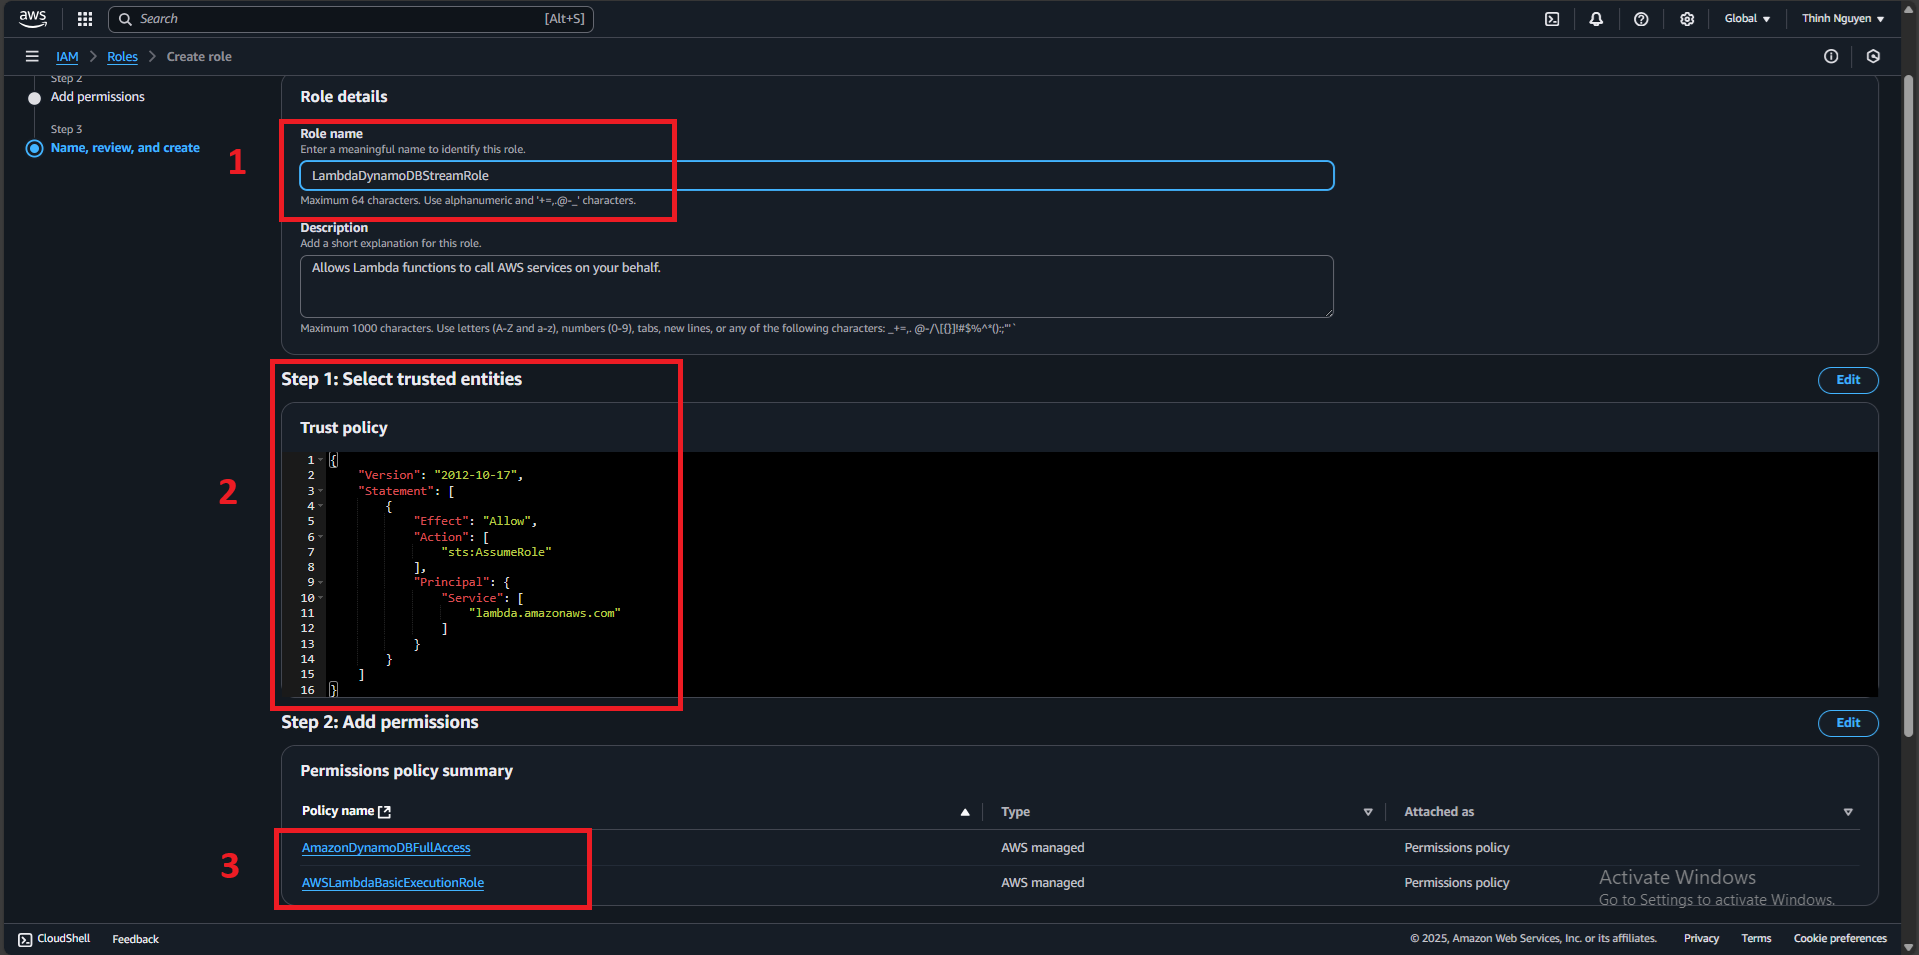 aws
Search
[Alt+S]
Global
Thinh Nguyen
IAM
Roles
Create role
Step 2
Add permissions
Step 3
Name, review, and create
Role details
1
Role name
Enter a meaningful name to identify this role.
LambdaDynamoDBStreamRole
Maximum 64 characters. Use alphanumeric and '+=,.@-_' characters.
Description
Add a short explanation for this role.
Allows Lambda functions to call AWS services on your behalf.
Maximum 1000 characters. Use letters (A-Z and a-z), numbers (0-9), tabs, new lines, or any of the following characters: _+=,. @-/\[{}]!#$%^*();:;"'`
Step 1: Select trusted entities
Edit
Trust policy
2
1 {
2 "Version": "2012-10-17",
3 "Statement": [
4 {
5 "Effect": "Allow",
6 "Action": [
7 "sts:AssumeRole"
8 ],
9 "Principal": {
10 "Service": [
11 "lambda.amazonaws.com"
12 ]
13 }
14 }
15 ]
16 }
Step 2: Add permissions
Edit
Permissions policy summary
Policy name
Type
Attached as
3
AmazonDynamoDBFullAccess
AWS managed
Permissions policy
AWSLambdaBasicExecutionRole
AWS managed
Permissions policy
Activate Windows
Go to Settings to activate Windows.
CloudShell
Feedback
© 2025, Amazon Web Services, Inc. or its affiliates.
Privacy
Terms
Cookie preferences